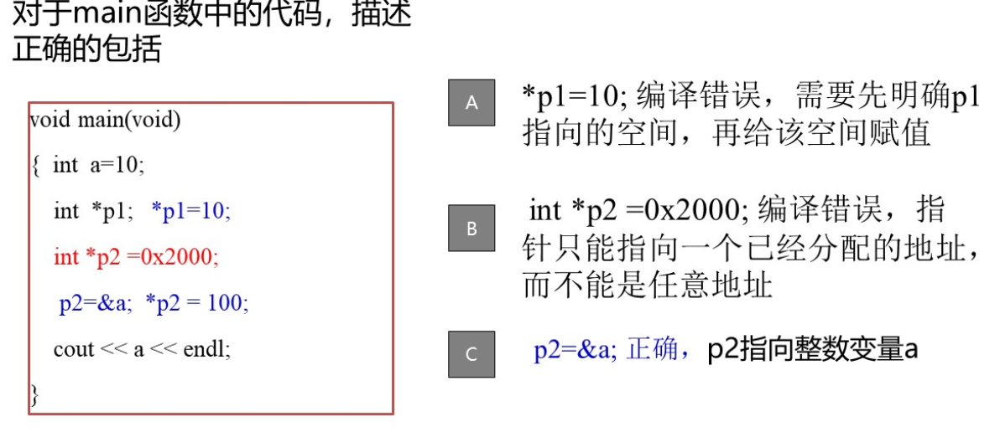 对于main函数中的代码，描述
正确的包括
void main(void)
{ int a=10;
int *p1; *p1=10;
int *p2 =0x2000;
p2=&a; *p2 = 100;
cout << a << endl;
}
A
*p1=10; 编译错误，需要先明确p1
指向的空间，再给该空间赋值
B
int *p2 =0x2000; 编译错误，指
针只能指向一个已经分配的地址，
而不能是任意地址
C
p2=&a; 正确，p2指向整数变量a